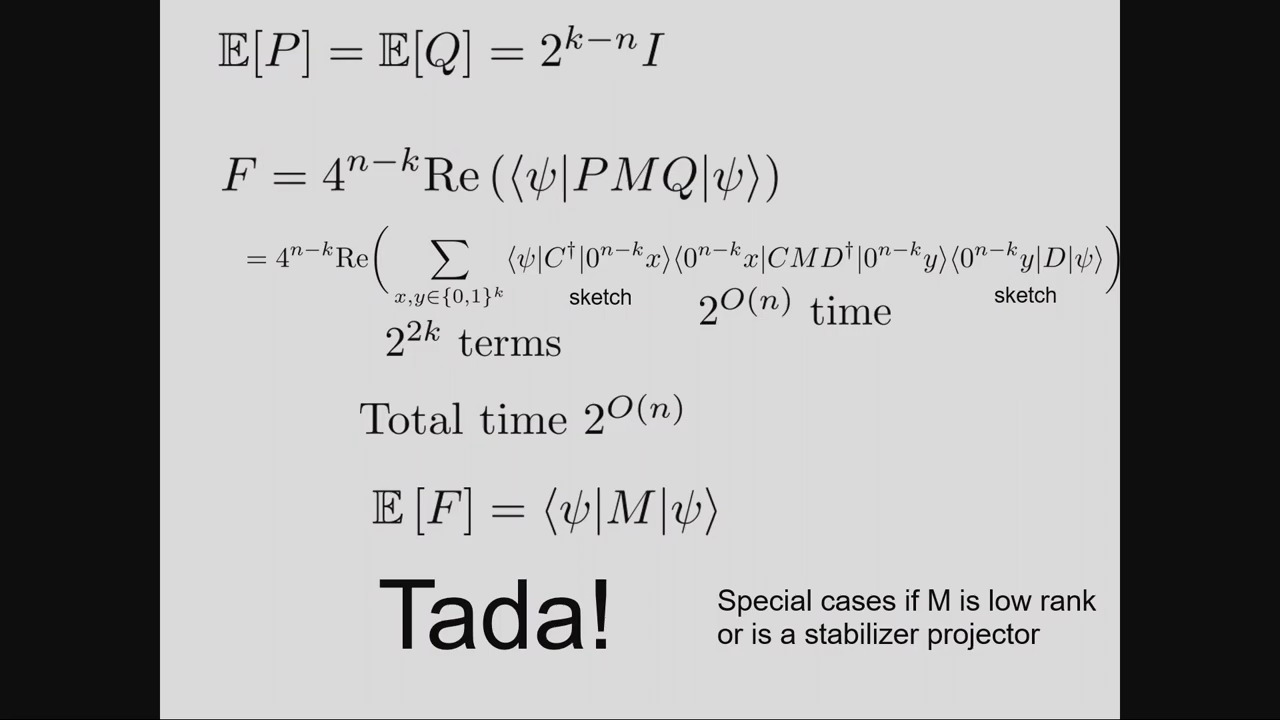 𝔼[P] = 𝔼[Q] = 2^{k−n} I
F = 4^{n−k} Re (⟨ψ|PMQ|ψ⟩)
= 4^{n−k} Re( ∑_{x,y∈{0,1}^k} ⟨ψ|C^†|0^{n−k}x⟩⟨0^{n−k}x|CMD^†|0^{n−k}y⟩⟨0^{n−k}y|D|ψ⟩ )
sketch
sketch
2^{O(n)} time
2^{2k} terms
Total time 2^{O(n)}
𝔼 [F] = ⟨ψ|M|ψ⟩
Tada!
Special cases if M is low rank
or is a stabilizer projector